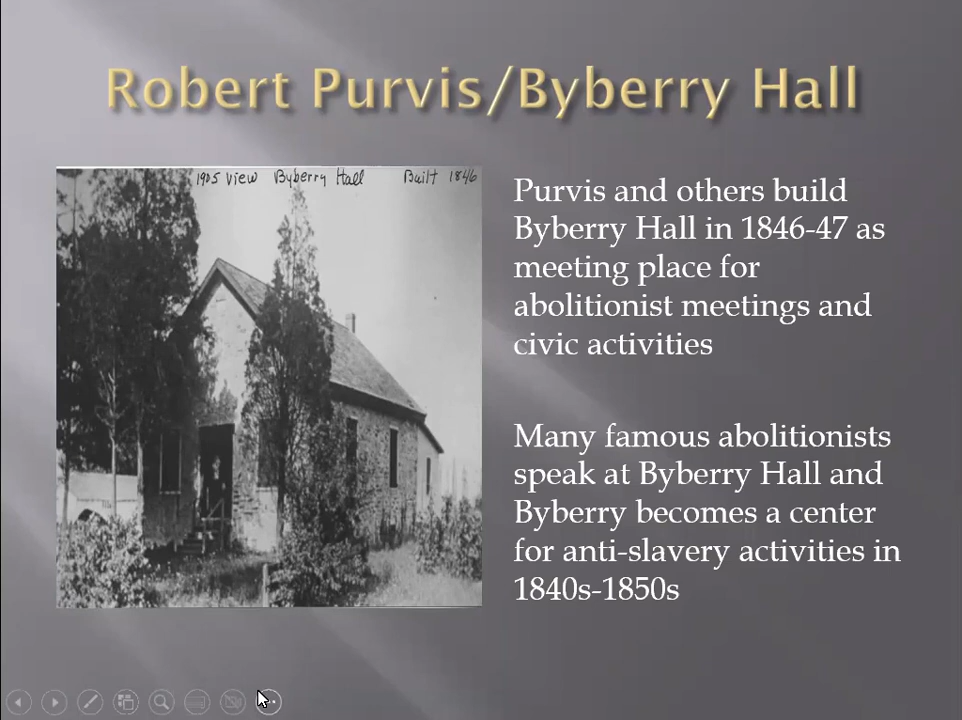 Robert Purvis/Byberry Hall
1905 View Byberry Hall Built 1846
Purvis and others build
Byberry Hall in 1846-47 as
meeting place for
abolitionist meetings and
civic activities
Many famous abolitionists
speak at Byberry Hall and
Byberry becomes a center
for anti-slavery activities in
1840s-1850s